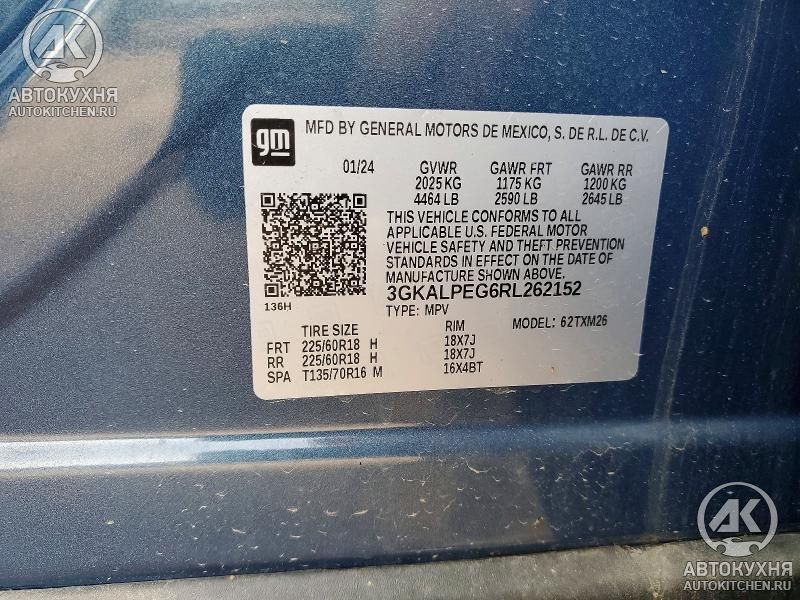 AK
АВТОКУХНЯ
AUTOKITCHEN.RU
gm
MFD BY GENERAL MOTORS DE MEXICO, S. DE R.L. DE C.V.
01/24 GVWR GAWR FRT GAWR RR
2025 KG 1175 KG 1200 KG
4464 LB 2590 LB 2645 LB
THIS VEHICLE CONFORMS TO ALL
APPLICABLE U.S. FEDERAL MOTOR
VEHICLE SAFETY AND THEFT PREVENTION
STANDARDS IN EFFECT ON THE DATE OF
MANUFACTURE SHOWN ABOVE.
3GKALPEG6RL262152
136H
TYPE: MPV MODEL: 62TXM26
TIRE SIZE RIM
FRT 225/60R18 H 18X7J
RR 225/60R18 H 18X7J
SPA T135/70R16 M 16X4BT
AK
АВТОКУХНЯ
AUTOKITCHEN.RU